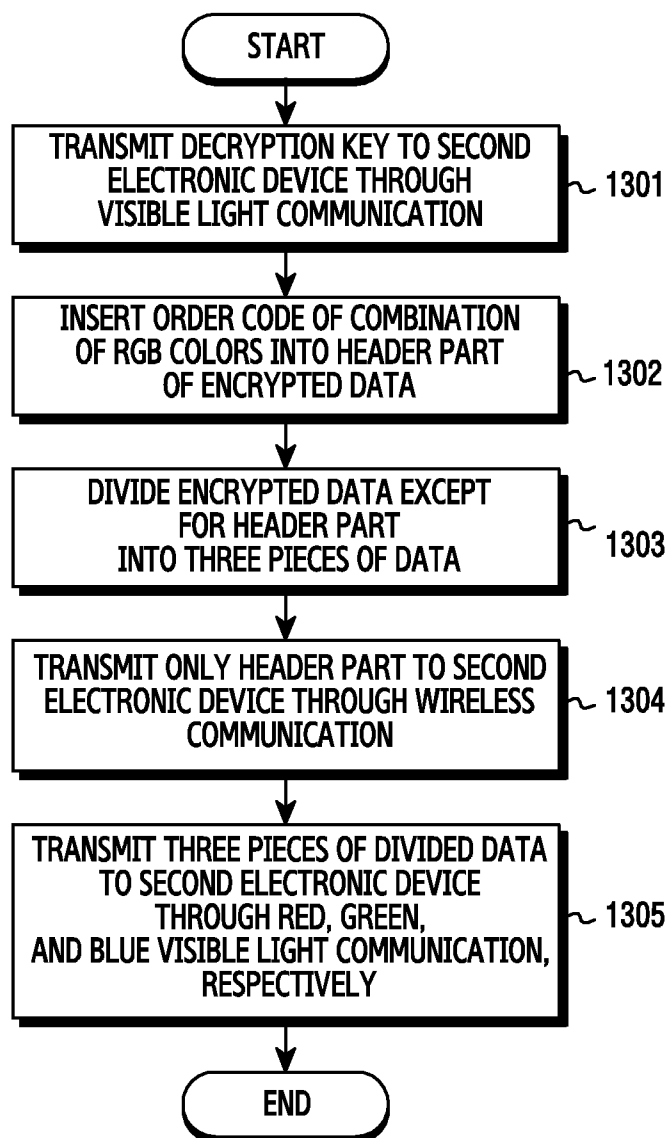 START
TRANSMIT DECRYPTION KEY TO SECOND
ELECTRONIC DEVICE THROUGH
VISIBLE LIGHT COMMUNICATION
1301
INSERT ORDER CODE OF COMBINATION
OF RGB COLORS INTO HEADER PART
OF ENCRYPTED DATA
1302
DIVIDE ENCRYPTED DATA EXCEPT
FOR HEADER PART
INTO THREE PIECES OF DATA
1303
TRANSMIT ONLY HEADER PART TO SECOND
ELECTRONIC DEVICE THROUGH WIRELESS
COMMUNICATION
1304
TRANSMIT THREE PIECES OF DIVIDED DATA
TO SECOND ELECTRONIC DEVICE
THROUGH RED, GREEN,
AND BLUE VISIBLE LIGHT COMMUNICATION,
RESPECTIVELY
1305
END